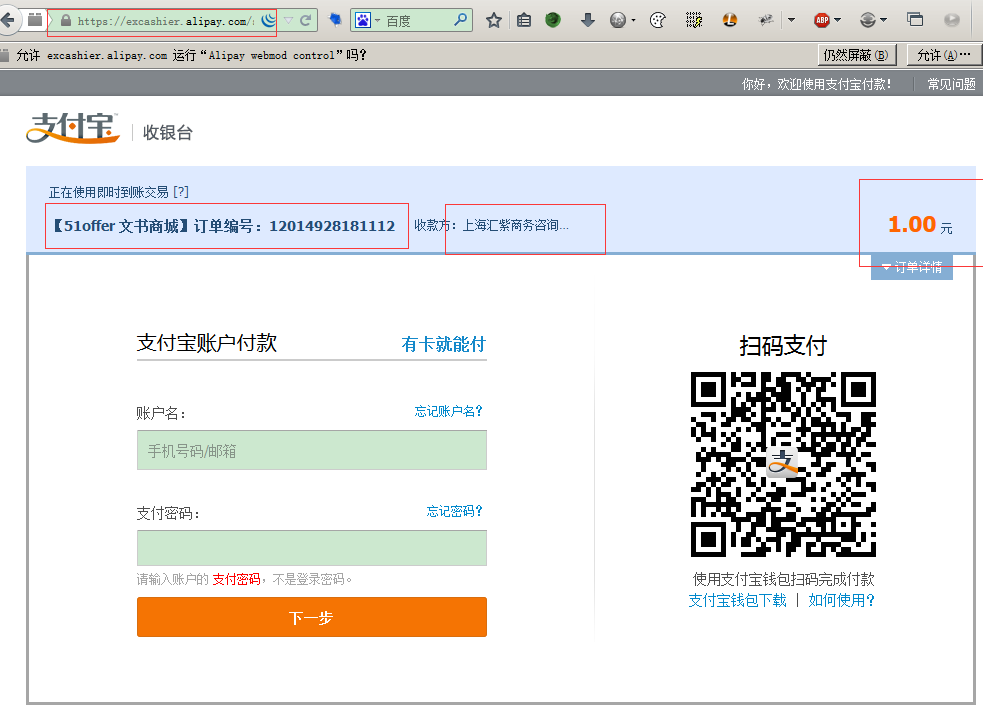 https://excashier.alipay.com/
百度
ABP
允许 excashier.alipay.com 运行“Alipay webmod control”吗?
仍然屏蔽(B)
允许(A)…
你好，欢迎使用支付宝付款！
常见问题
支付宝
收银台
正在使用即时到账交易 [?]
【51offer 文书商城】订单编号：12014928181112
收款方：上海汇紫商务咨询...
1.00 元
订单详情
支付宝账户付款
有卡就能付
账户名：
忘记账户名?
手机号码/邮箱
支付密码：
忘记密码?
请输入账户的 支付密码，不是登录密码。
下一步
扫码支付
支
使用支付宝钱包扫码完成付款
支付宝钱包下载 | 如何使用?